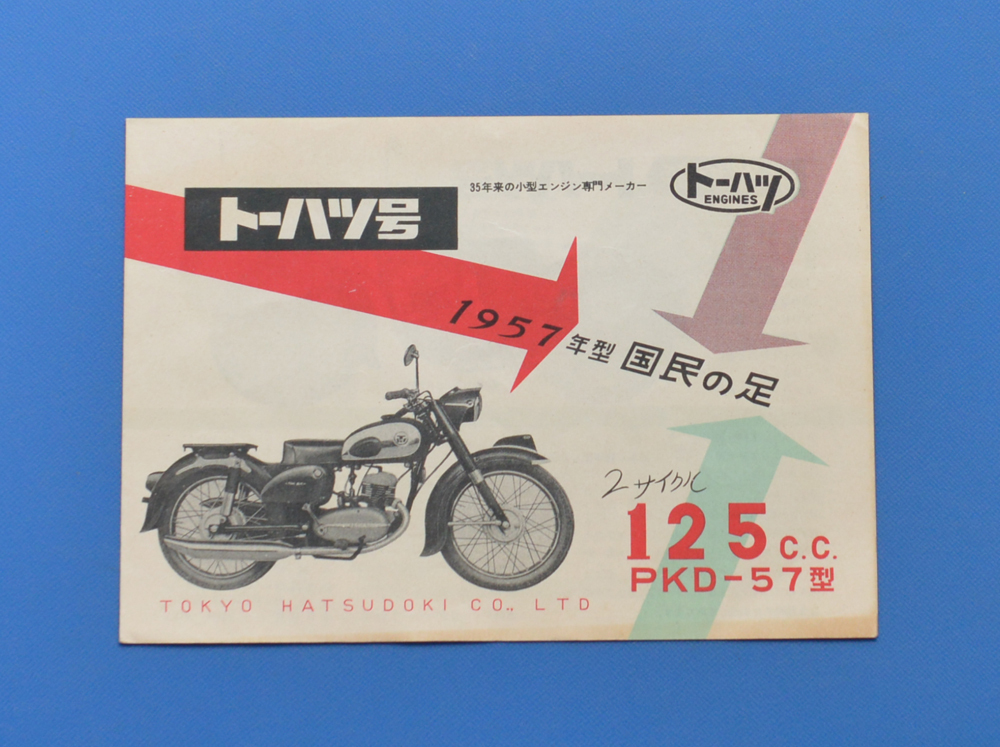 35年来の小型エンジン専門メーカー
トーハツ
ENGINES
トーハツ号
1957年型 国民の足
2サイクル
125 c.c.
PKD-57型
TOKYO HATSUDOKI CO., LTD